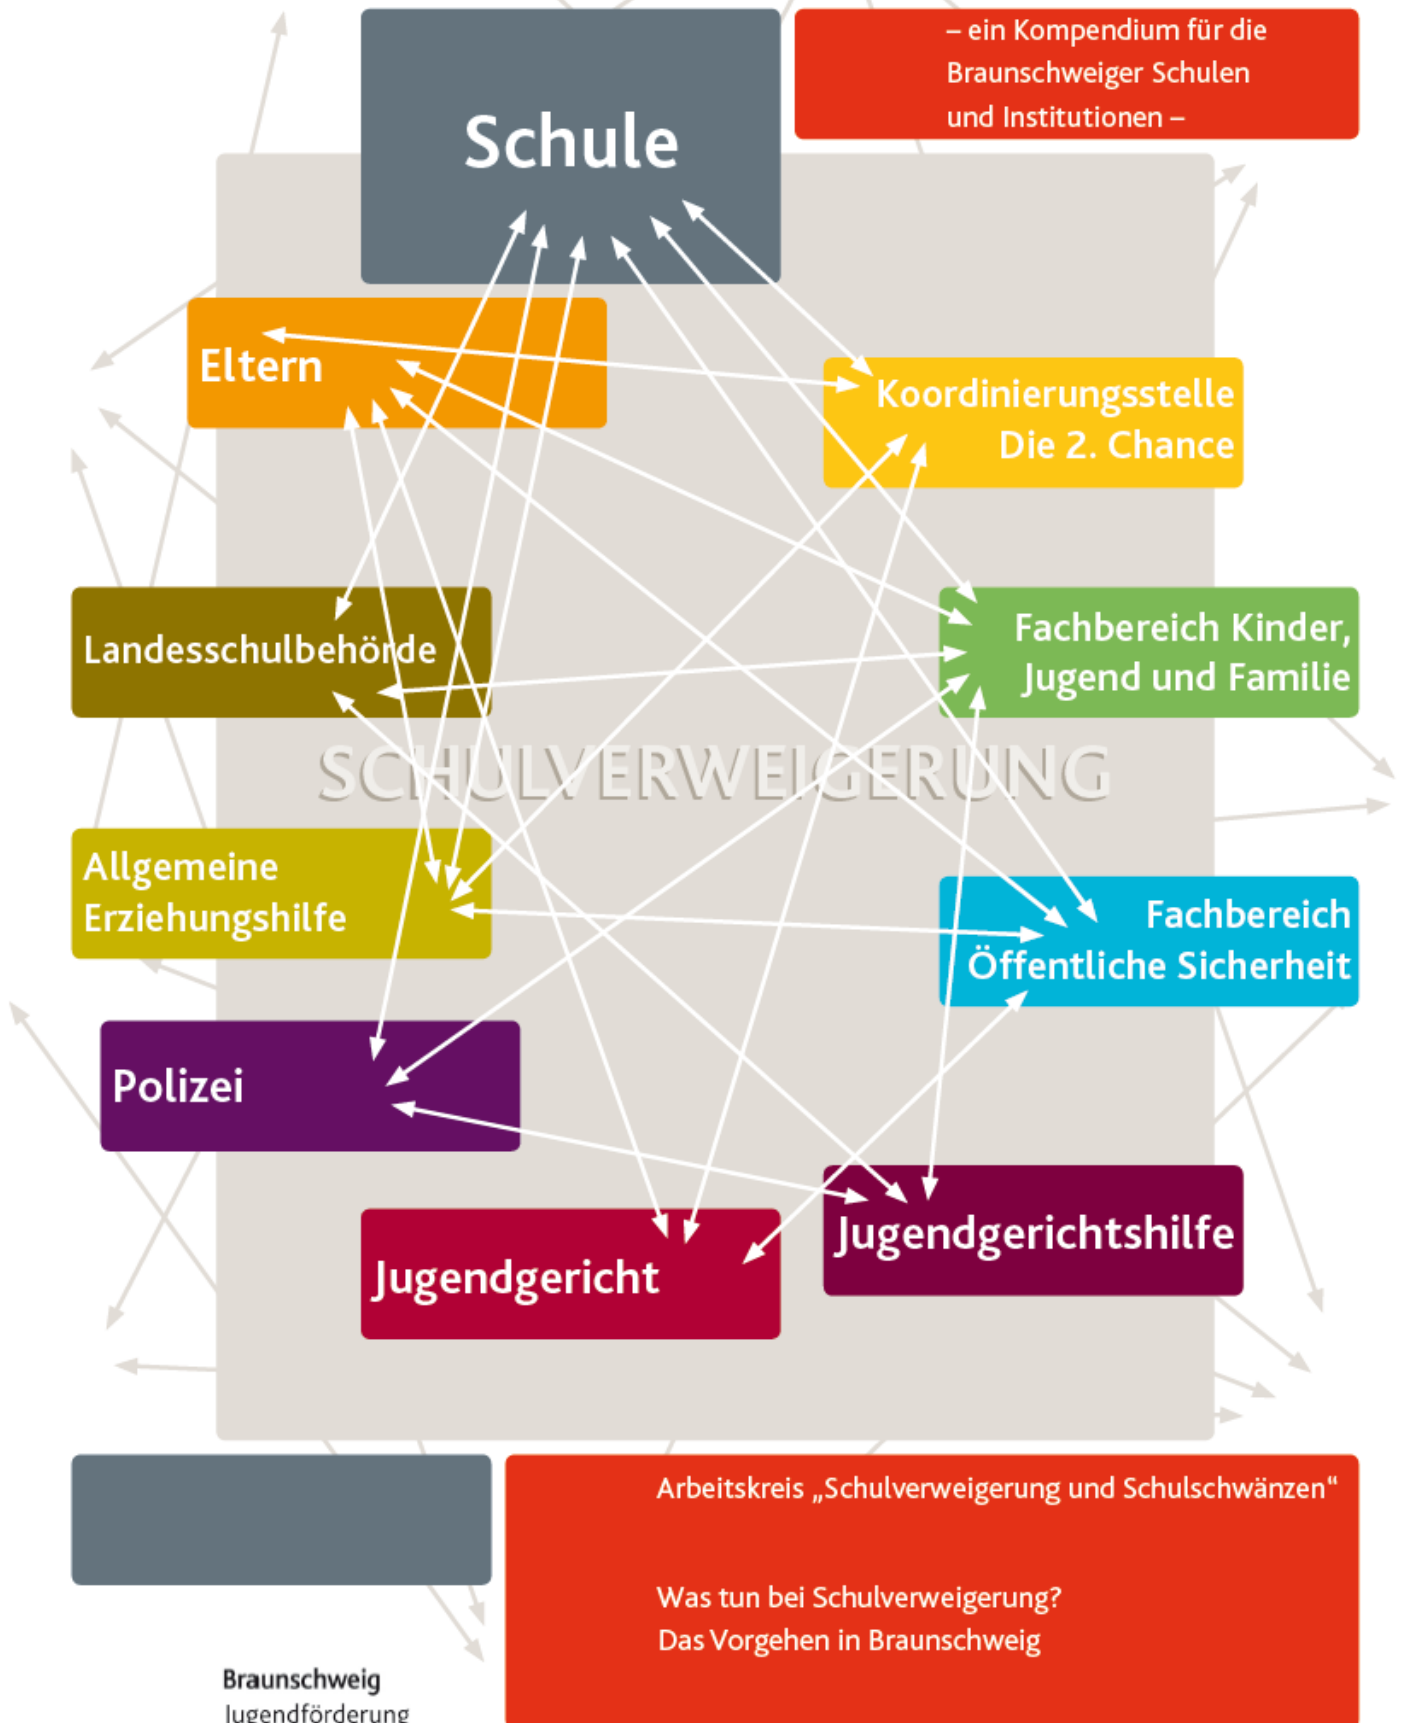 – ein Kompendium für die
Braunschweiger Schulen
und Institutionen –
Schule
Eltern
Koordinierungsstelle
Die 2. Chance
Landesschulbehörde
Fachbereich Kinder,
Jugend und Familie
SCHULVERWEIGERUNG
Allgemeine
Erziehungshilfe
Fachbereich
Öffentliche Sicherheit
Polizei
Jugendgerichtshilfe
Jugendgericht
Arbeitskreis „Schulverweigerung und Schulschwänzen“
Was tun bei Schulverweigerung?
Das Vorgehen in Braunschweig
Braunschweig
Jugendförderung